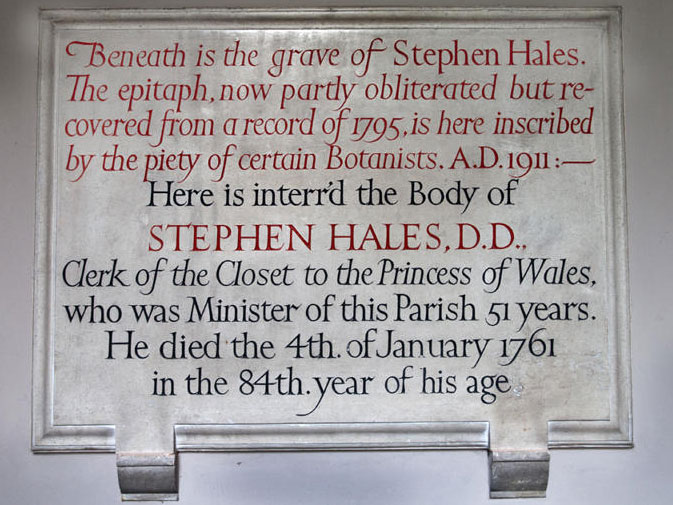 Beneath is the grave of Stephen Hales.
The epitaph, now partly obliterated but re-
covered from a record of 1795, is here inscribed
by the piety of certain Botanists. A.D. 1911:—
Here is interr'd the Body of
STEPHEN HALES, D.D.,
Clerk of the Closet to the Princess of Wales,
who was Minister of this Parish 51 years.
He died the 4th. of January 1761
in the 84th. year of his age